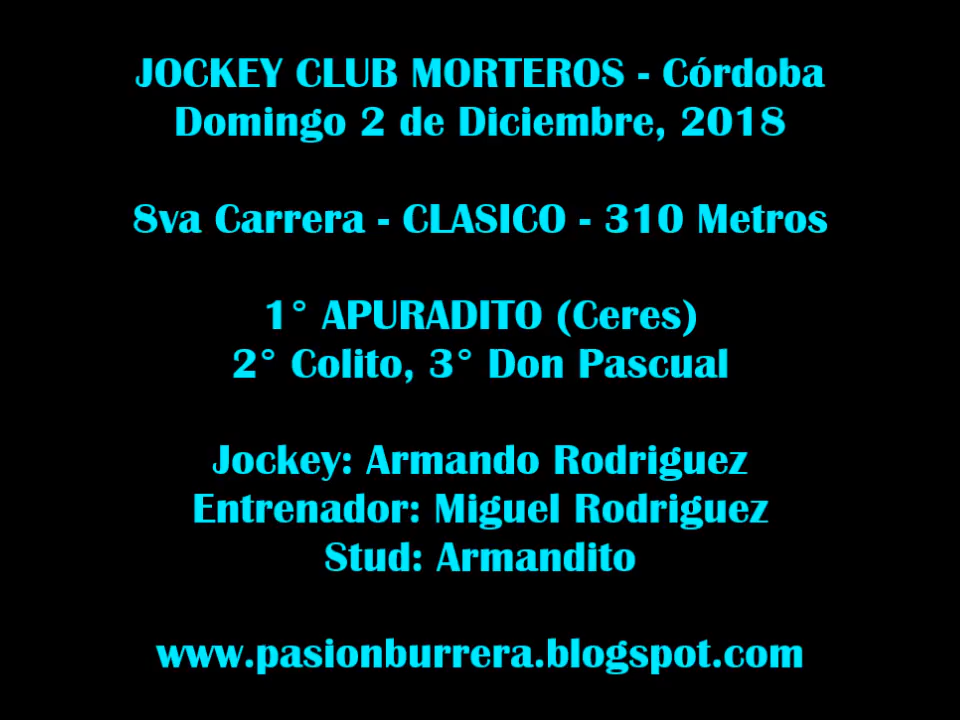 JOCKEY CLUB MORTEROS - Córdoba
Domingo 2 de Diciembre, 2018
8va Carrera - CLASICO - 310 Metros
1° APURADITO (Ceres)
2° Colito, 3° Don Pascual
Jockey: Armando Rodriguez
Entrenador: Miguel Rodriguez
Stud: Armandito
www.pasionburrera.blogspot.com